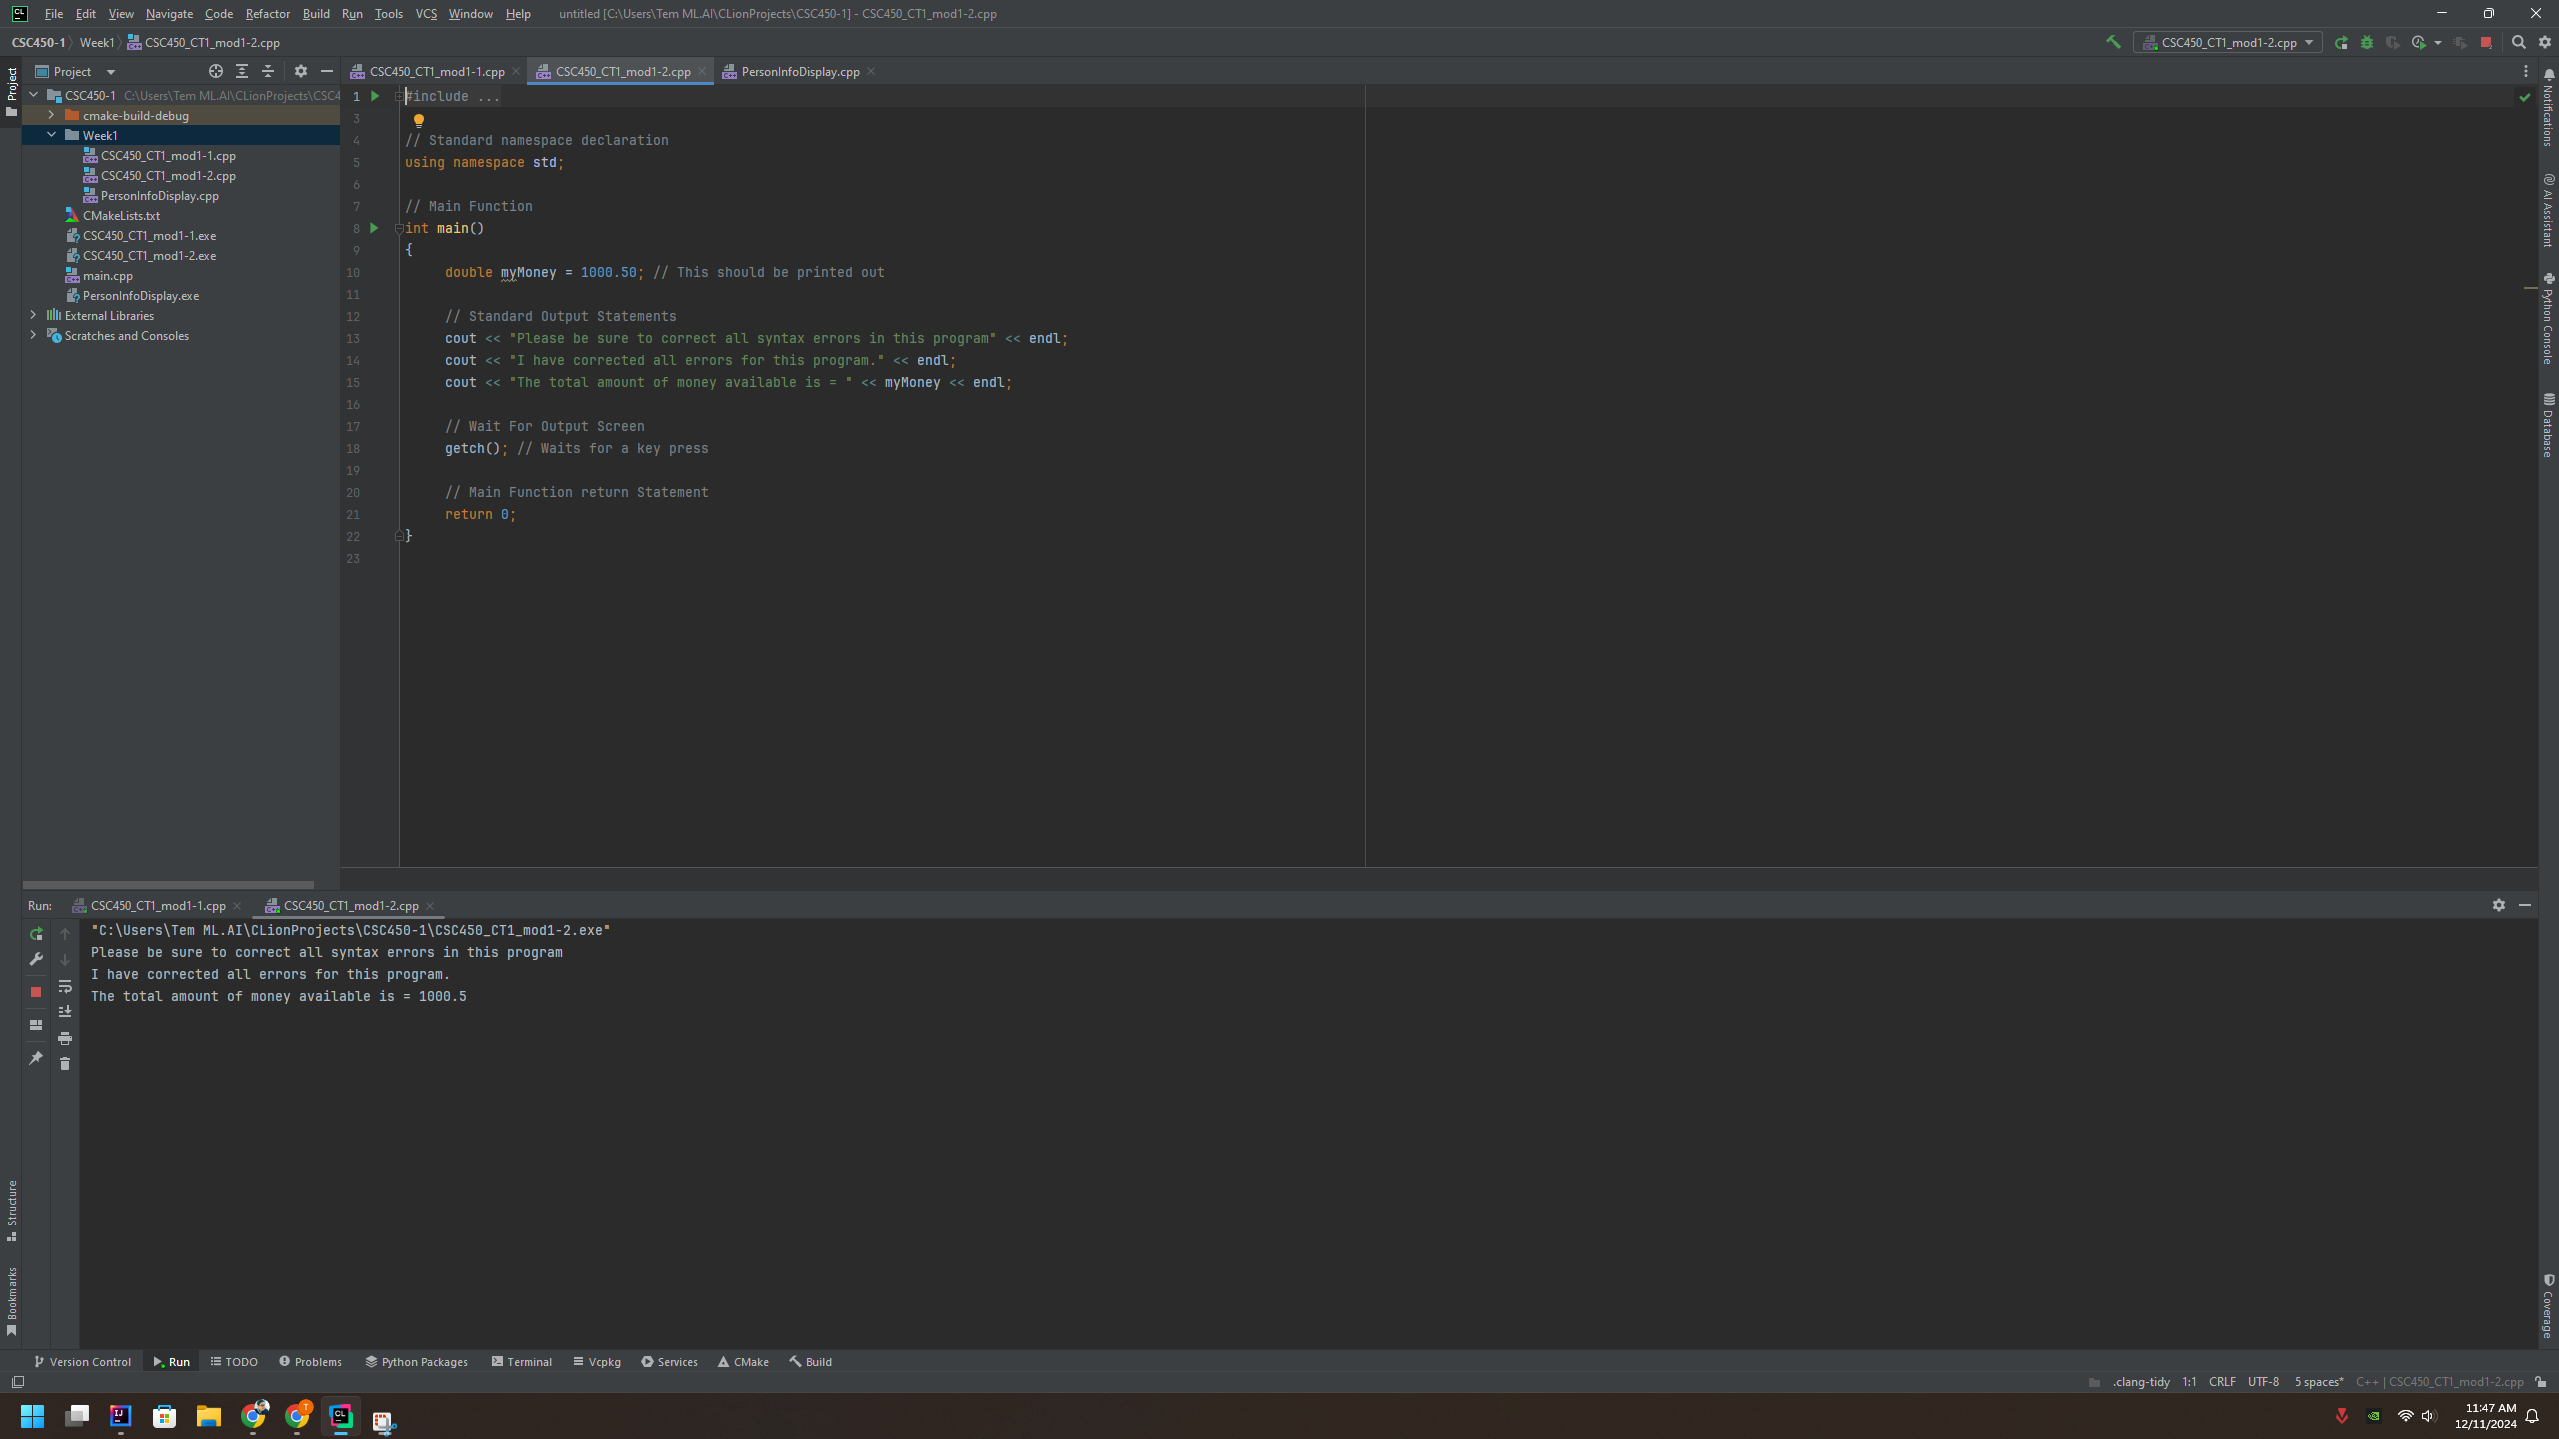 CL File Edit View Navigate Code Refactor Build Run Tools VCS Window Help untitled [C:\Users\Tem ML.AI\CLionProjects\CSC450-1] - CSC450_CT1_mod1-2.cpp
CSC450-1 Week1 CSC450_CT1_mod1-2.cpp CSC450_CT1_mod1-2.cpp
Project
Project
CSC450_CT1_mod1-1.cpp CSC450_CT1_mod1-2.cpp PersonInfoDisplay.cpp
CSC450-1 C:\Users\Tem ML.AI\CLionProjects\CSC4
cmake-build-debug
Week1
CSC450_CT1_mod1-1.cpp
CSC450_CT1_mod1-2.cpp
PersonInfoDisplay.cpp
CMakeLists.txt
CSC450_CT1_mod1-1.exe
CSC450_CT1_mod1-2.exe
main.cpp
PersonInfoDisplay.exe
External Libraries
Scratches and Consoles
1 #include ...
3
4 // Standard namespace declaration
5 using namespace std;
6
7 // Main Function
8 int main()
9 {
10 double myMoney = 1000.50; // This should be printed out
11
12 // Standard Output Statements
13 cout << "Please be sure to correct all syntax errors in this program" << endl;
14 cout << "I have corrected all errors for this program." << endl;
15 cout << "The total amount of money available is = " << myMoney << endl;
16
17 // Wait For Output Screen
18 getch(); // Waits for a key press
19
20 // Main Function return Statement
21 return 0;
22 }
23
Notifications
AI Assistant
Python Console
Database
Run: CSC450_CT1_mod1-1.cpp CSC450_CT1_mod1-2.cpp
"C:\Users\Tem ML.AI\CLionProjects\CSC450-1\CSC450_CT1_mod1-2.exe"
Please be sure to correct all syntax errors in this program
I have corrected all errors for this program.
The total amount of money available is = 1000.5
Structure
Bookmarks
Coverage
Version Control Run TODO Problems Python Packages Terminal Vcpkg Services CMake Build
.clang-tidy 1:1 CRLF UTF-8 5 spaces* C++ | CSC450_CT1_mod1-2.cpp
IJ T CL
11:47 AM
12/11/2024